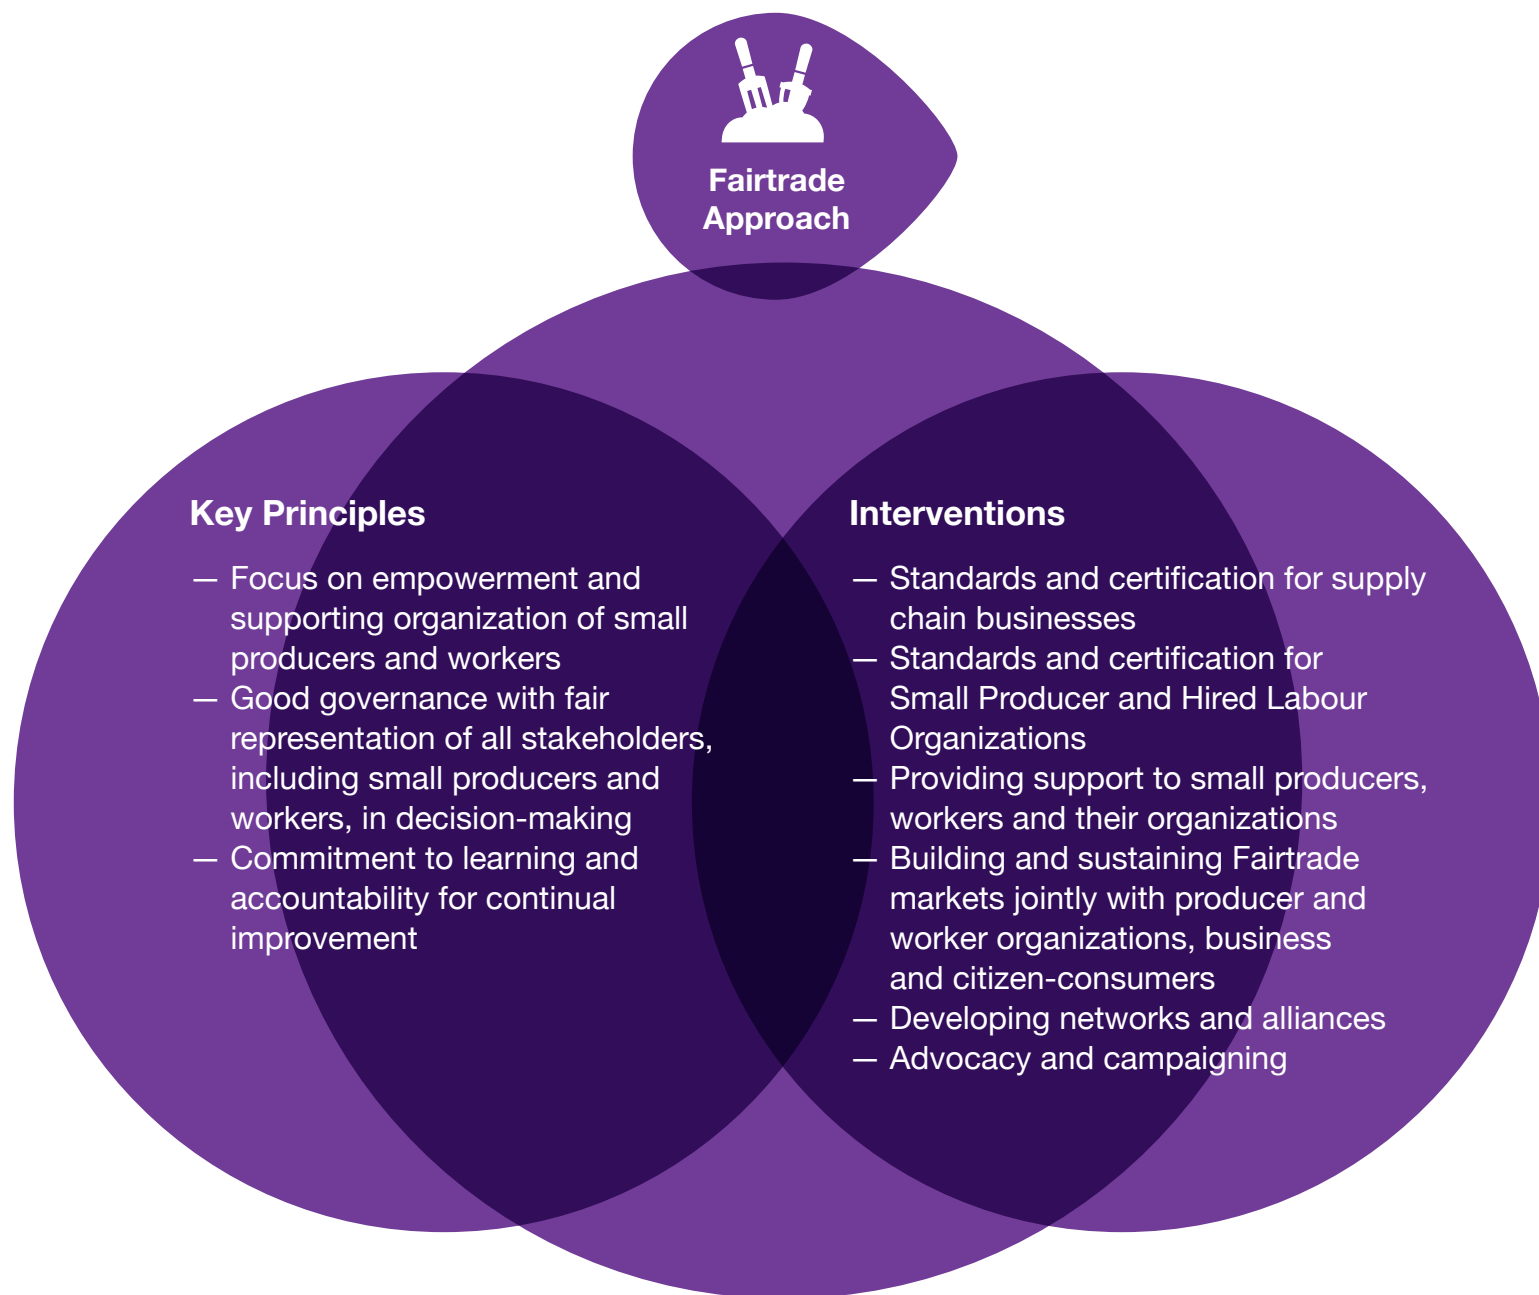 Fairtrade
Approach
Key Principles
— Focus on empowerment and
supporting organization of small
producers and workers
— Good governance with fair
representation of all stakeholders,
including small producers and
workers, in decision-making
— Commitment to learning and
accountability for continual
improvement
Interventions
— Standards and certification for supply
chain businesses
— Standards and certification for
Small Producer and Hired Labour
Organizations
— Providing support to small producers,
workers and their organizations
— Building and sustaining Fairtrade
markets jointly with producer and
worker organizations, business
and citizen-consumers
— Developing networks and alliances
— Advocacy and campaigning